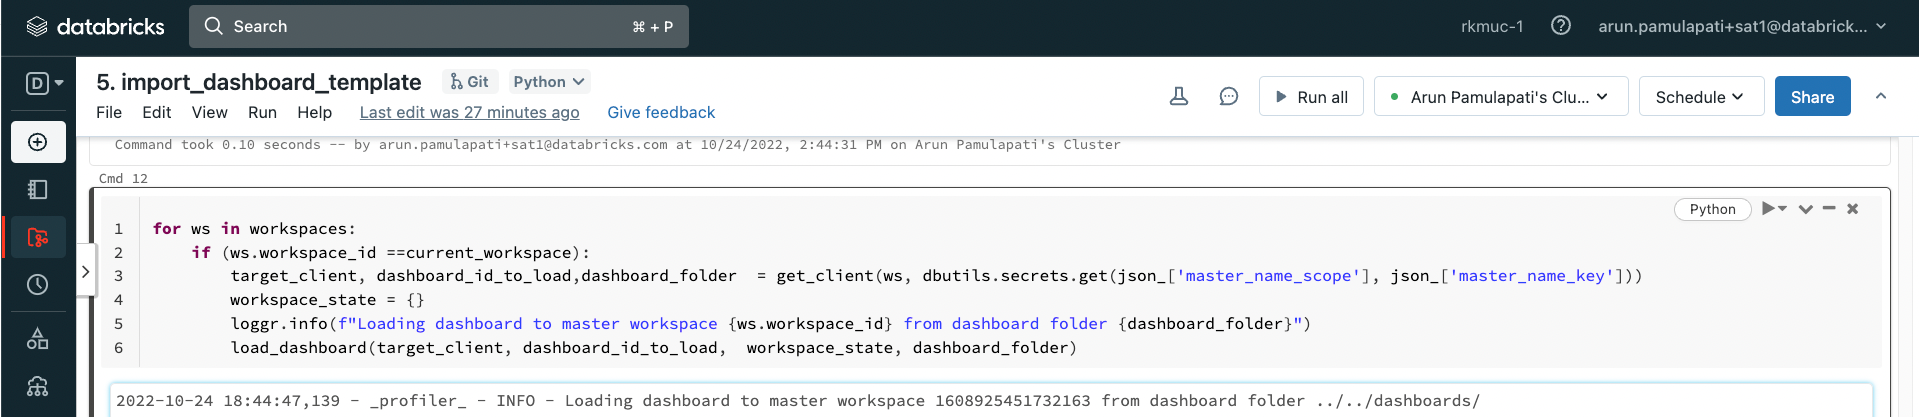 databricks
Search
⌘ + P
rkmuc-1
arun.pamulapati+sat1@databrick...
D
5. import_dashboard_template
Git
Python
File Edit View Run Help Last edit was 27 minutes ago Give feedback
Run all
Arun Pamulapati's Clu...
Schedule
Share
Command took 0.10 seconds -- by arun.pamulapati+sat1@databricks.com at 10/24/2022, 2:44:31 PM on Arun Pamulapati's Cluster
Cmd 12
Python
1 for ws in workspaces:
2     if (ws.workspace_id ==current_workspace):
3         target_client, dashboard_id_to_load,dashboard_folder  = get_client(ws, dbutils.secrets.get(json_['master_name_scope'], json_['master_name_key']))
4         workspace_state = {}
5         loggr.info(f"Loading dashboard to master workspace {ws.workspace_id} from dashboard folder {dashboard_folder}")
6         load_dashboard(target_client, dashboard_id_to_load,  workspace_state, dashboard_folder)
2022-10-24 18:44:47,139 - _profiler_ - INFO - Loading dashboard to master workspace 1608925451732163 from dashboard folder ../../dashboards/